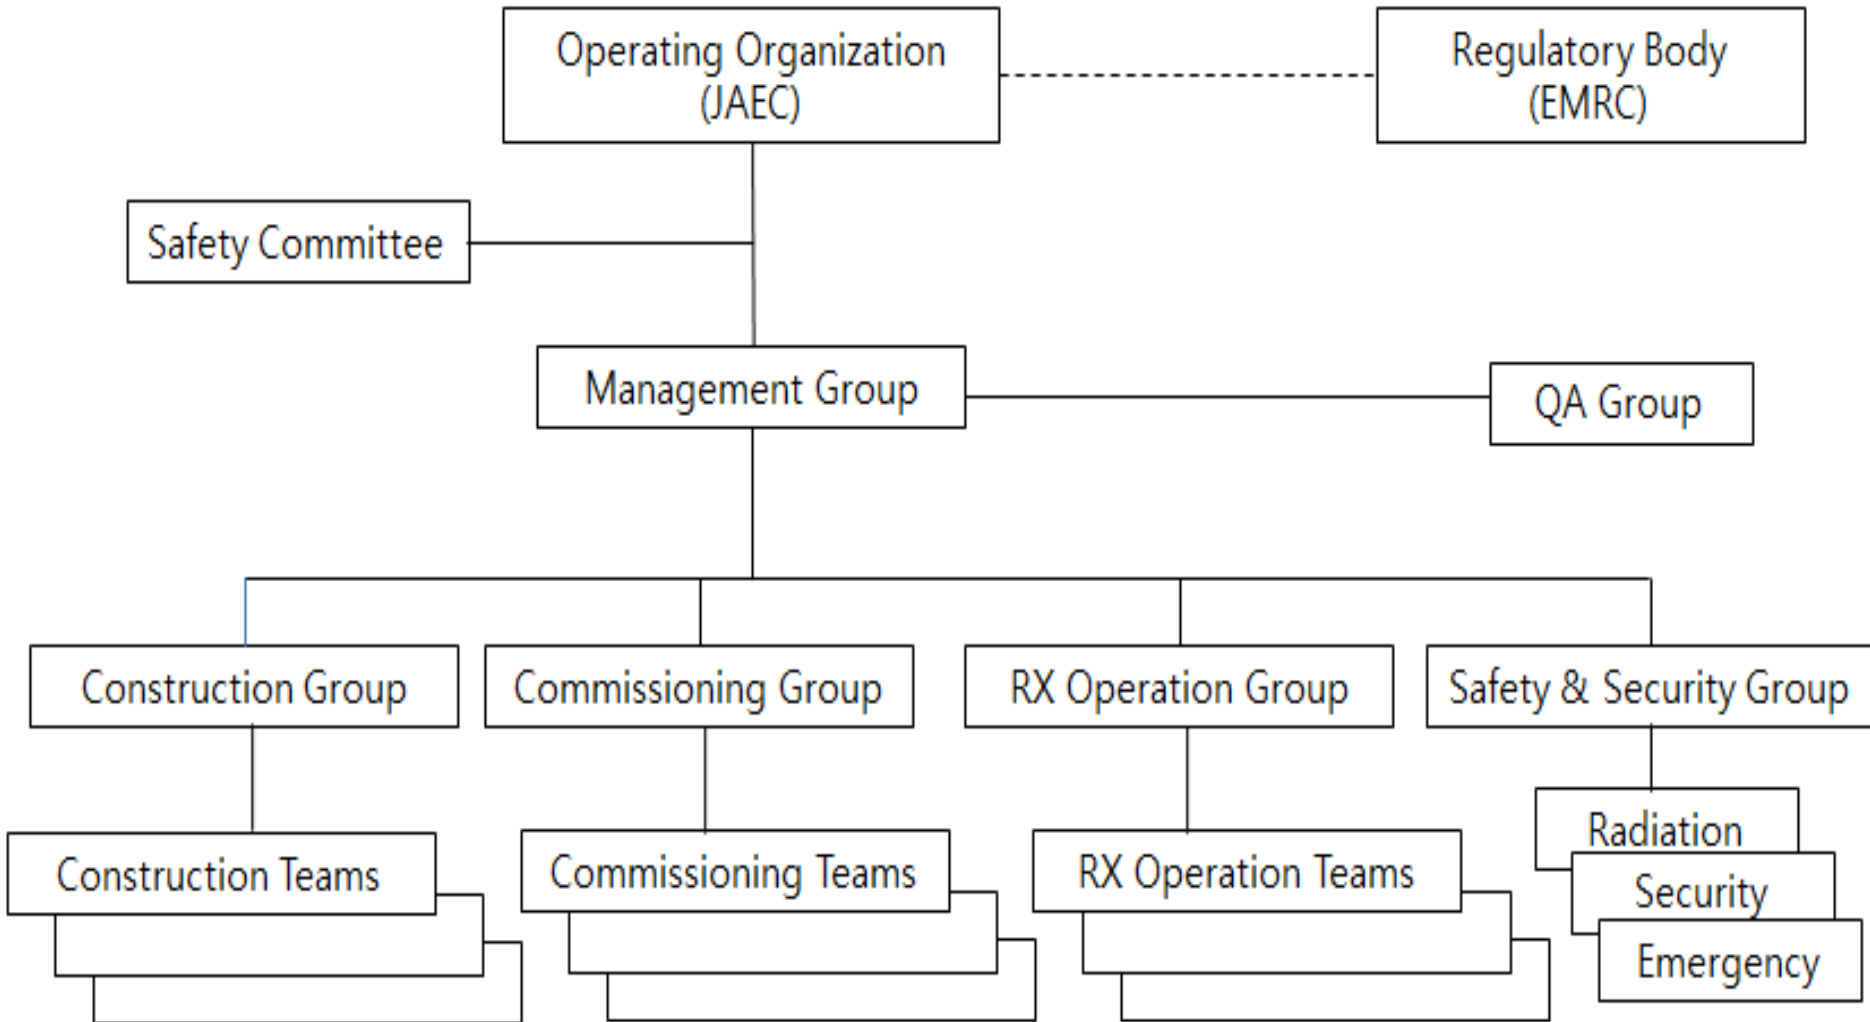 Operating Organization
(JAEC)
Regulatory Body
(EMRC)
Safety Committee
Management Group
QA Group
Construction Group
Commissioning Group
RX Operation Group
Safety & Security Group
Construction Teams
Commissioning Teams
RX Operation Teams
Radiation
Security
Emergency